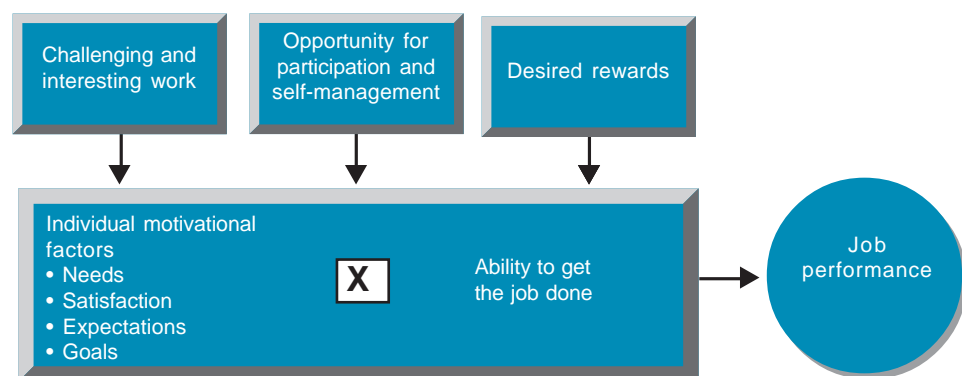 Challenging and
interesting work
Opportunity for
participation and
self-management
Desired rewards
Individual motivational
factors
• Needs
• Satisfaction
• Expectations
• Goals
X
Ability to get
the job done
Job
performance